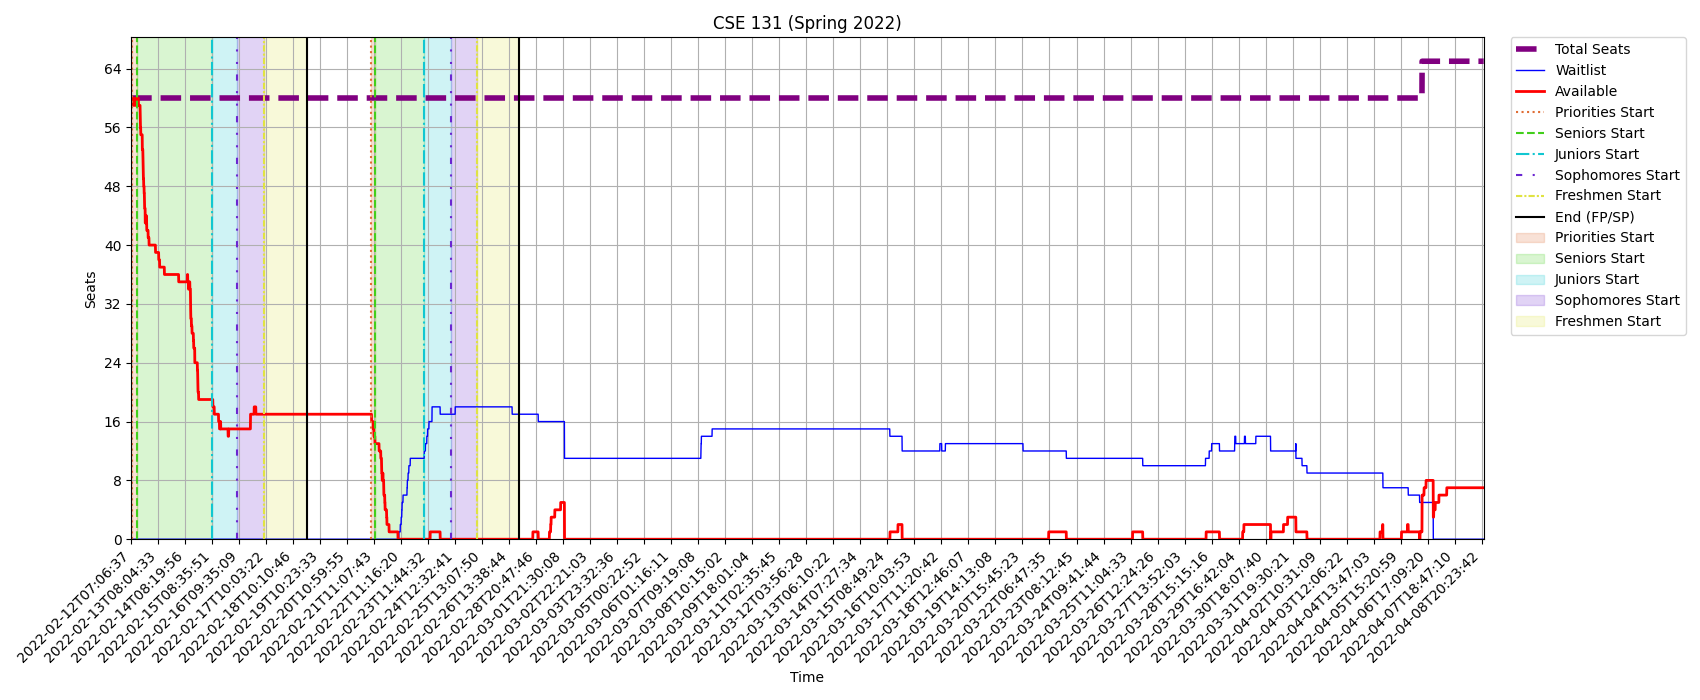 CSE 131 (Spring 2022)
Seats
64
56
48
40
32
24
16
8
0
2022-02-12T07:06:37
2022-02-13T08:04:33
2022-02-14T08:19:56
2022-02-15T08:35:51
2022-02-16T09:35:09
2022-02-17T10:03:22
2022-02-18T10:10:46
2022-02-19T10:23:33
2022-02-20T10:59:55
2022-02-21T11:07:43
2022-02-22T11:16:20
2022-02-23T11:44:32
2022-02-24T12:32:41
2022-02-25T13:07:50
2022-02-26T13:38:44
2022-02-28T20:47:46
2022-03-01T21:30:08
2022-03-02T22:21:03
2022-03-03T23:32:36
2022-03-05T00:22:52
2022-03-06T01:16:11
2022-03-07T09:19:08
2022-03-08T09:15:02
2022-03-09T18:01:04
2022-03-11T02:35:45
2022-03-12T03:56:28
2022-03-13T06:10:22
2022-03-14T07:27:34
2022-03-15T08:49:24
2022-03-16T10:03:53
2022-03-17T11:20:42
2022-03-18T12:46:07
2022-03-19T14:13:08
2022-03-20T15:45:23
2022-03-22T06:47:35
2022-03-23T08:12:45
2022-03-24T09:41:44
2022-03-25T11:04:33
2022-03-26T12:24:26
2022-03-27T13:52:03
2022-03-28T15:15:16
2022-03-29T16:42:04
2022-03-30T18:07:40
2022-03-31T19:30:21
2022-04-02T10:31:09
2022-04-03T12:06:22
2022-04-04T13:47:03
2022-04-05T15:20:59
2022-04-06T17:09:20
2022-04-07T18:47:10
2022-04-08T20:23:42
Time
Total Seats
Waitlist
Available
Priorities Start
Seniors Start
Juniors Start
Sophomores Start
Freshmen Start
End (FP/SP)
Priorities Start
Seniors Start
Juniors Start
Sophomores Start
Freshmen Start